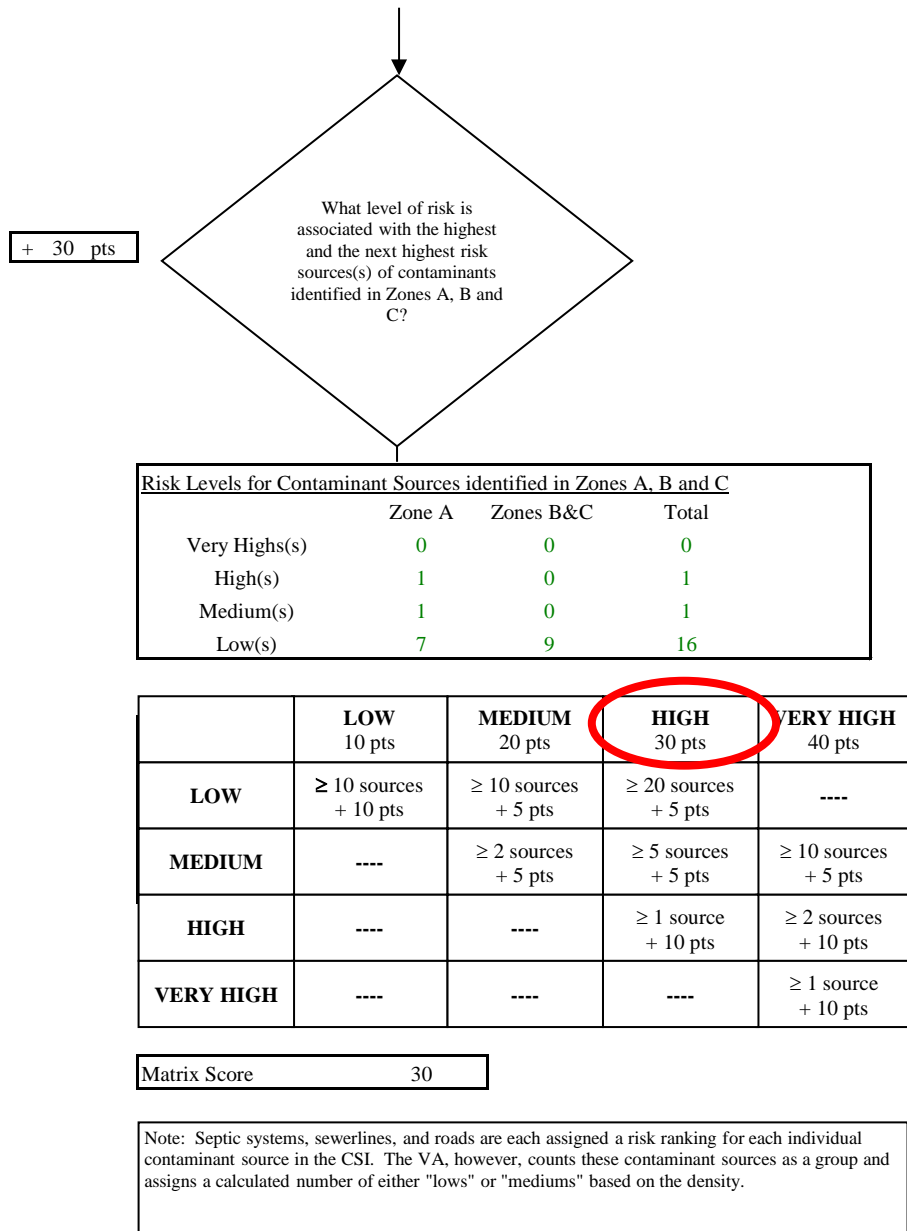 What level of risk is
associated with the highest
and the next highest risk
sources(s) of contaminants
identified in Zones A, B and
C?
+ 30 pts
Risk Levels for Contaminant Sources identified in Zones A, B and C
Zone A Zones B&C Total
Very Highs(s) 0 0 0
High(s) 1 0 1
Medium(s) 1 0 1
Low(s) 7 9 16
LOW MEDIUM HIGH VERY HIGH
10 pts 20 pts 30 pts 40 pts
LOW ≥ 10 sources ≥ 10 sources ≥ 20 sources ----
+ 10 pts + 5 pts + 5 pts
MEDIUM ---- ≥ 2 sources ≥ 5 sources ≥ 10 sources
+ 5 pts + 5 pts + 5 pts
HIGH ---- ---- ≥ 1 source ≥ 2 sources
+ 10 pts + 10 pts
VERY HIGH ---- ---- ---- ≥ 1 source
+ 10 pts
Matrix Score 30
Note: Septic systems, sewerlines, and roads are each assigned a risk ranking for each individual
contaminant source in the CSI. The VA, however, counts these contaminant sources as a group and
assigns a calculated number of either "lows" or "mediums" based on the density.